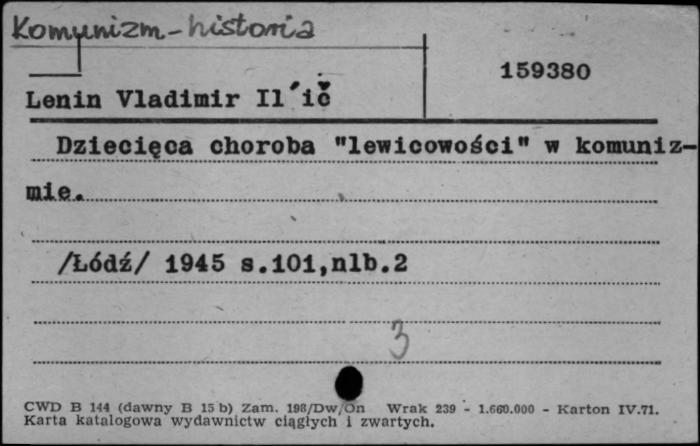 Komunizm - historia
159380
Lenin Vladimir Il´ič
Dziecięca choroba "lewicowości" w komuniz-
mie.
/Łódź/ 1945 s.101,nlb.2
3
CWD B 144 (dawny B 15 b) Zam. 198/Dw/On Wrak 239 - 1.660.000 - Karton IV.71.
Karta katalogowa wydawnictw ciągłych i zwartych.